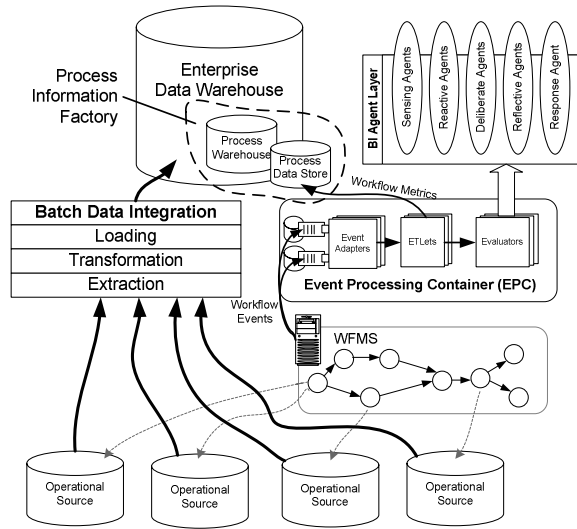 Enterprise
Data Warehouse
Process
Information
Factory
Process
Warehouse
Process
Data Store
BI Agent Layer
Sensing Agents
Reactive Agents
Deliberate Agents
Reflective Agents
Response Agent
Workflow Metrics
Batch Data Integration
Loading
Transformation
Extraction
Event
Adapters
ETLets
Evaluators
Event Processing Container (EPC)
Workflow
Events
WFMS
Operational
Source
Operational
Source
Operational
Source
Operational
Source